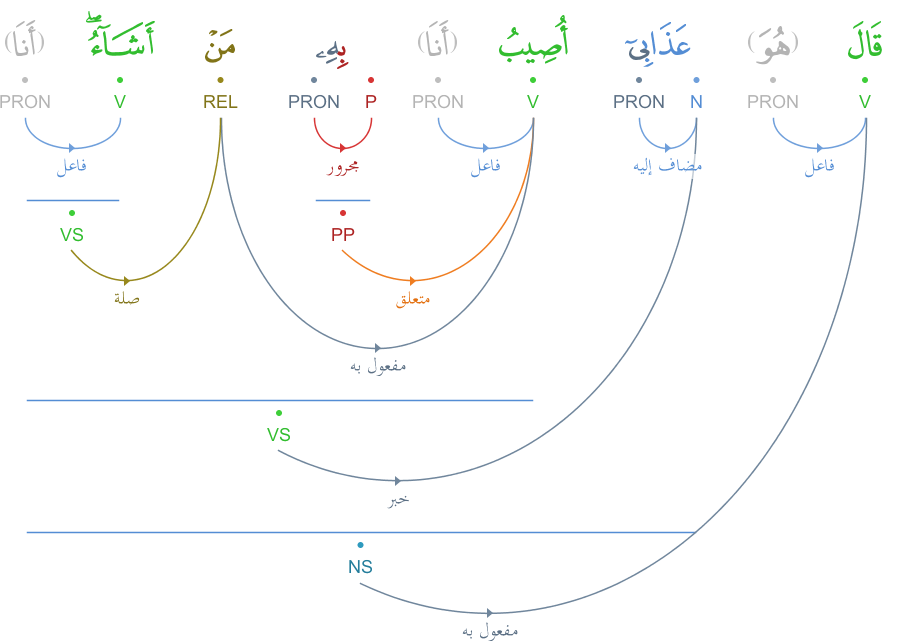 قَالَ (هُوَ) عَذَابِىٓ أُصِيبُ (أَنَا) بِهِۦ مَنْ أَشَآءُ ۖ (أَنَا)
V PRON N PRON V PRON P PRON REL V PRON
فاعل مضاف إليه فاعل مجرور فاعل
PP VS
متعلق صلة
مفعول به
VS
خبر
NS
مفعول به